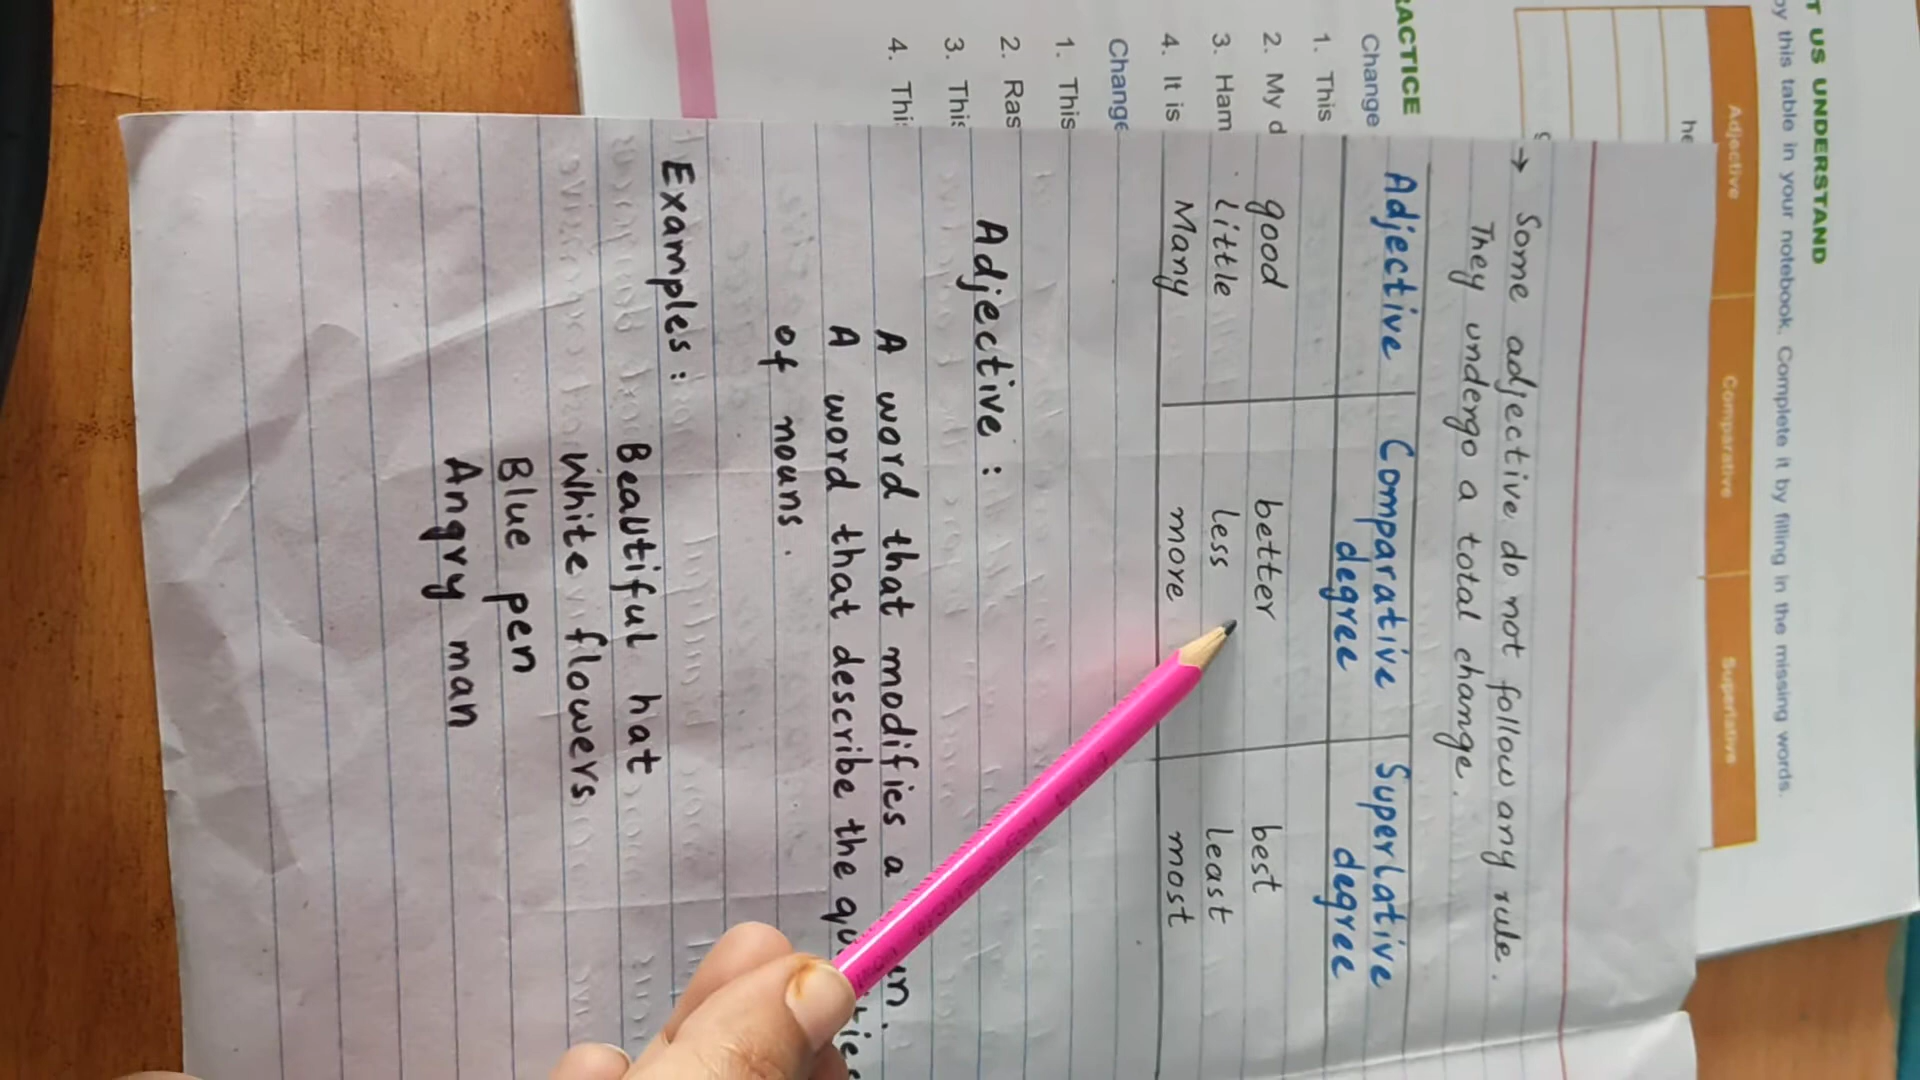 T US UNDERSTAND
by this table in your notebook. Complete it by filling in the missing words.
Adjective Comparative Superlative
he
RACTICE
Change
1. This
2. My d
3. Ham
4. It is
Change
1. This
2. Ras
3. This
4. This
→ Some adjective do not follow any rule.
They undergo a total change.
Adjective Comparative degree Superlative degree
good better best
Little less least
Many more most
Adjective :
A word that modifies a
A word that describe the
of nouns.
Examples :
Beautiful hat
White flowers
Blue pen
Angry man